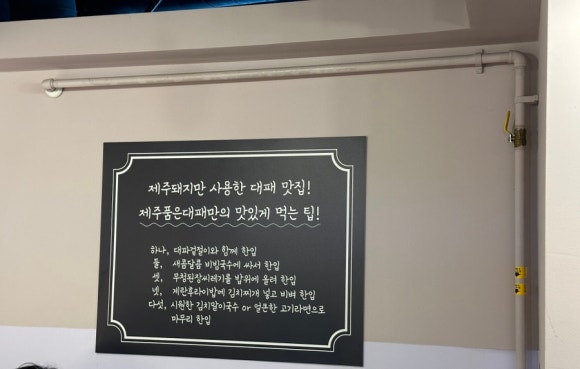 제주돼지만 사용한 대패 맛집!
제주품은대패만의 맛있게 먹는 팁!
하나, 대파겉절이와 함께 한입
둘, 새콤달콤 비빔국수에 싸서 한입
셋, 무청된장씨레기를 밥위에 올려 한입
넷, 계란후라이밥에 김치찌개 넣고 비벼 한입
다섯, 시원한 김치말이국수 or 얼큰한 고기라면으로
마무리 한입